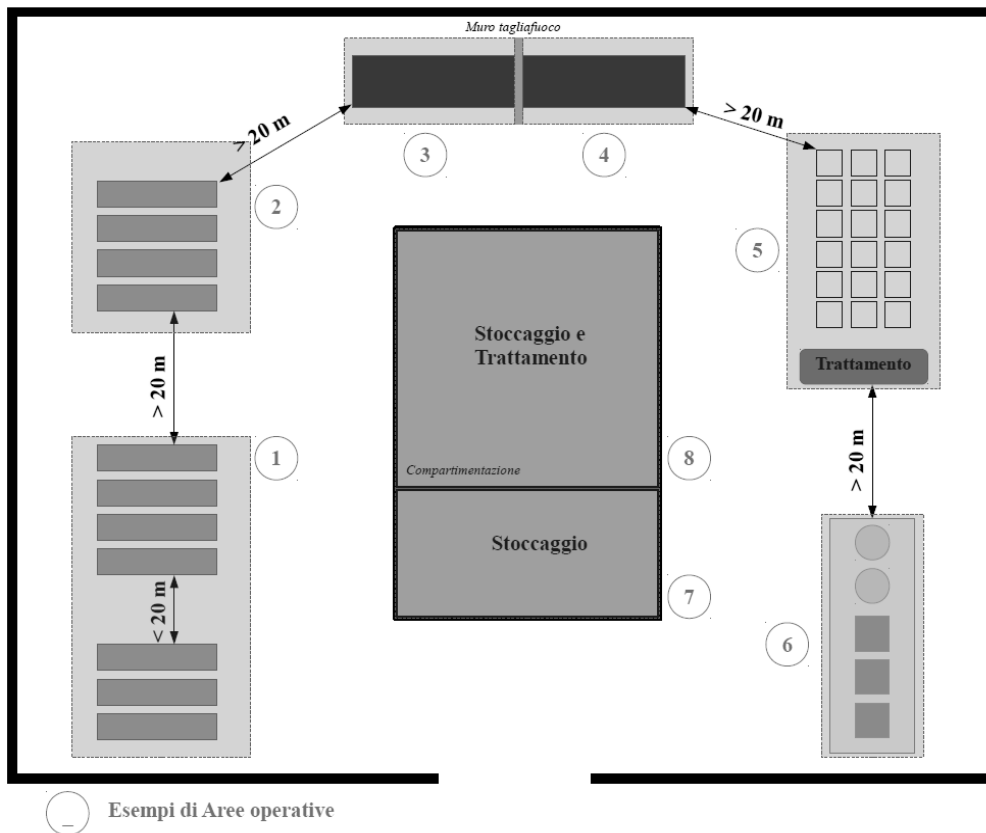 Muro tagliafuoco
> 20 m
> 20 m
3
4
2
5
Stoccaggio e
Trattamento
Trattamento
> 20 m
1
Compartimentazione
8
> 20 m
Stoccaggio
< 20 m
7
6
_
Esempi di Aree operative